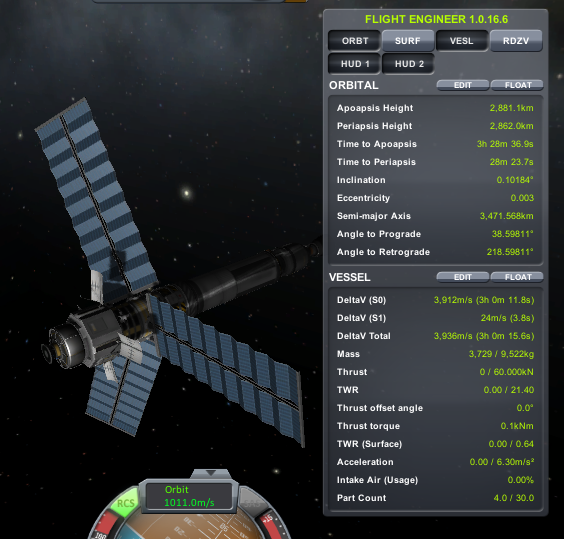 FLIGHT ENGINEER 1.0.16.6
ORBT SURF VESL RDZV
HUD 1 HUD 2
ORBITAL EDIT FLOAT
Apoapsis Height 2,881.1km
Periapsis Height 2,862.0km
Time to Apoapsis 3h 28m 36.9s
Time to Periapsis 28m 23.7s
Inclination 0.10184°
Eccentricity 0.003
Semi-major Axis 3,471.568km
Angle to Prograde 38.59811°
Angle to Retrograde 218.59811°
VESSEL EDIT FLOAT
DeltaV (S0) 3,912m/s (3h 0m 11.8s)
DeltaV (S1) 24m/s (3.8s)
DeltaV Total 3,936m/s (3h 0m 15.6s)
Mass 3,729 / 9,522kg
Thrust 0 / 60.000kN
TWR 0.00 / 21.40
Thrust offset angle 0.0°
Thrust torque 0.1kNm
TWR (Surface) 0.00 / 0.64
Acceleration 0.00 / 6.30m/s²
Intake Air (Usage) 0.00%
Part Count 4.0 / 30.0
Orbit
1011.0m/s
RCS